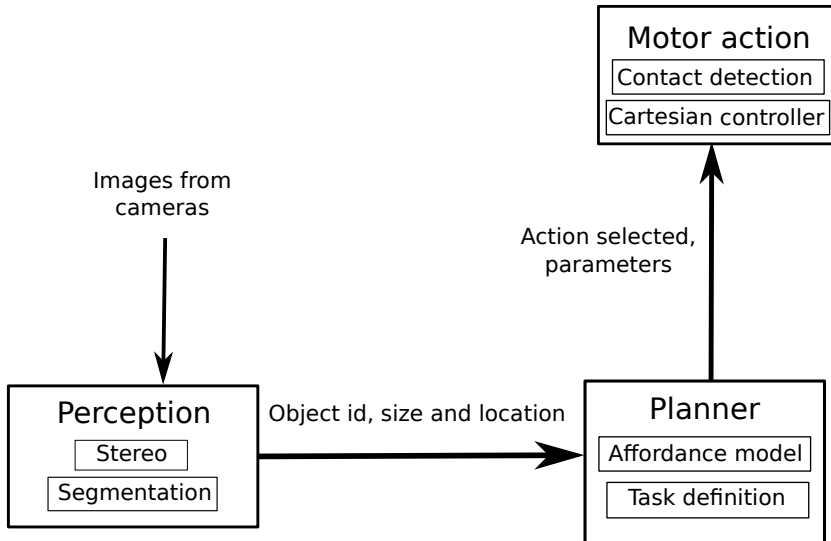 Motor action
Contact detection
Cartesian controller
Images from
cameras
Action selected,
parameters
Perception
Stereo
Segmentation
Object id, size and location
Planner
Affordance model
Task definition